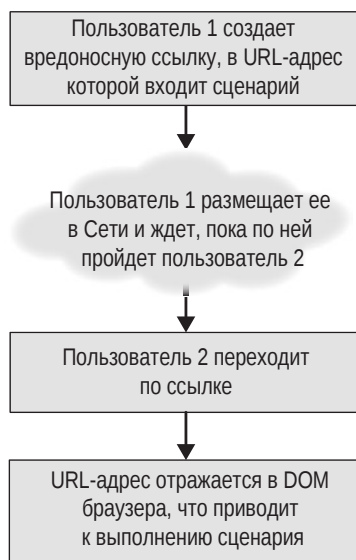 Пользователь 1 создает
вредоносную ссылку, в URL-адрес
которой входит сценарий
Пользователь 1 размещает ее
в Сети и ждет, пока по ней
пройдет пользователь 2
Пользователь 2 переходит
по ссылке
URL-адрес отражается в DOM
браузера, что приводит
к выполнению сценария